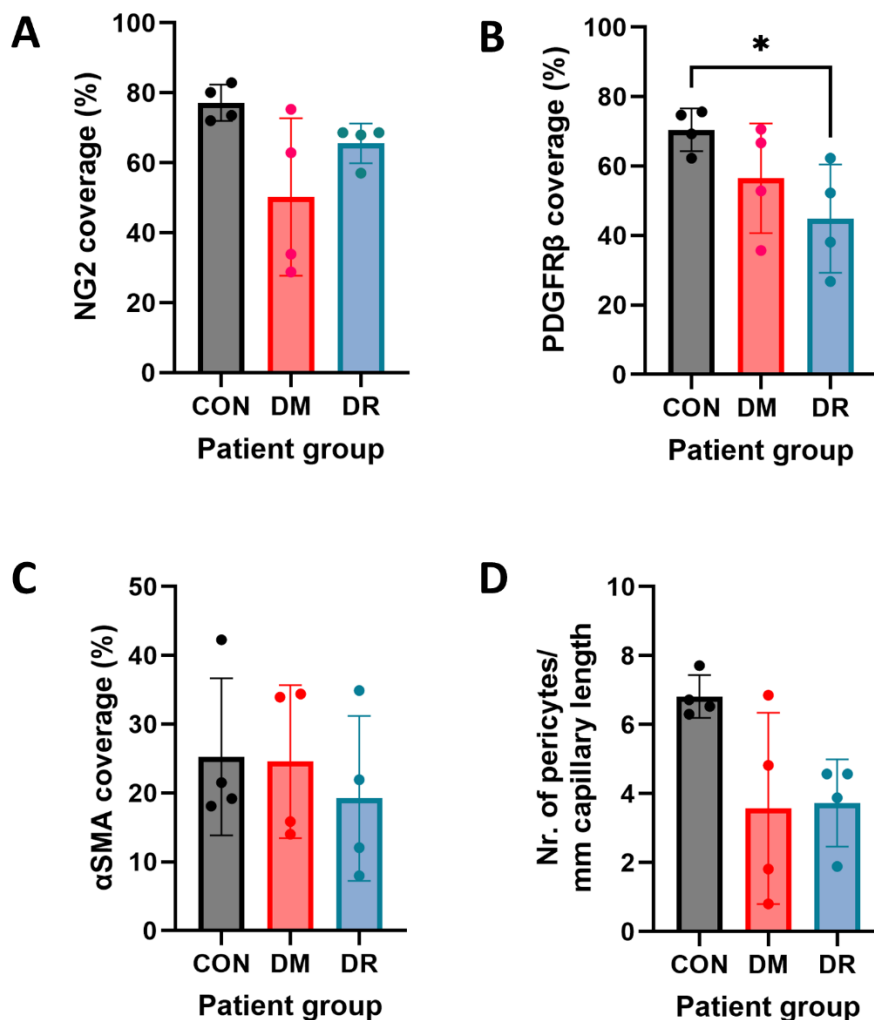 A
NG2 coverage (%)
100
80
60
40
20
0
CON DM DR
Patient group
B
PDGFRβ coverage (%)
100
80
60
40
20
0
*
CON DM DR
Patient group
C
αSMA coverage (%)
50
40
30
20
10
0
CON DM DR
Patient group
D
Nr. of pericytes/
mm capillary length
10
8
6
4
2
0
CON DM DR
Patient group